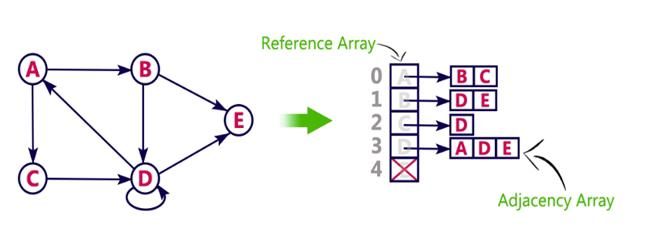 Reference Array
A
B
E
C
D
0 A B C
1 B D E
2 C D
3 D A D E
4
Adjacency Array